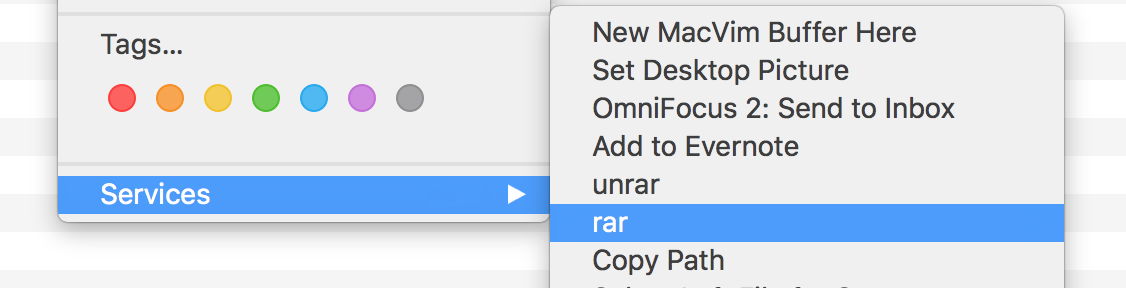 Tags...
Services
New MacVim Buffer Here
Set Desktop Picture
OmniFocus 2: Send to Inbox
Add to Evernote
unrar
rar
Copy Path